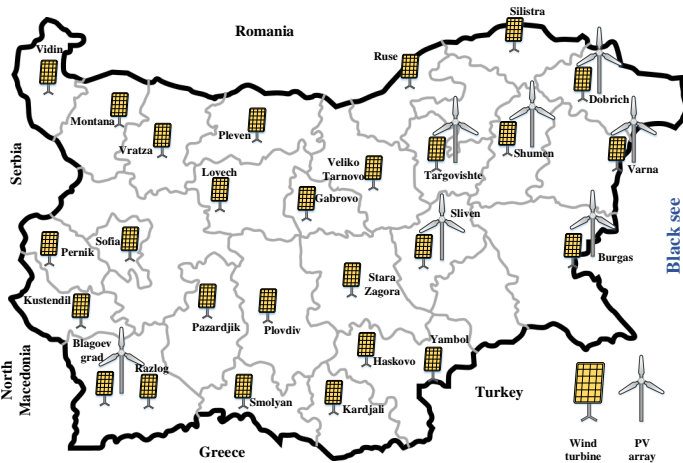 Silistra
Romania
Vidin
Ruse
Dobrich
Montana
Pleven
Vratza
Shumen
Varna
Serbia
Veliko
Tarnovo
Targovishte
Lovech
Gabrovo
Sliven
Sofia
Pernik
Burgas
Black see
Stara
Zagora
Kustendil
Pazardjik
Plovdiv
Blagoev
grad
Yambol
Razlog
Haskovo
North
Macedonia
Smolyan
Kardjali
Turkey
Greece
Wind
turbine
PV
array